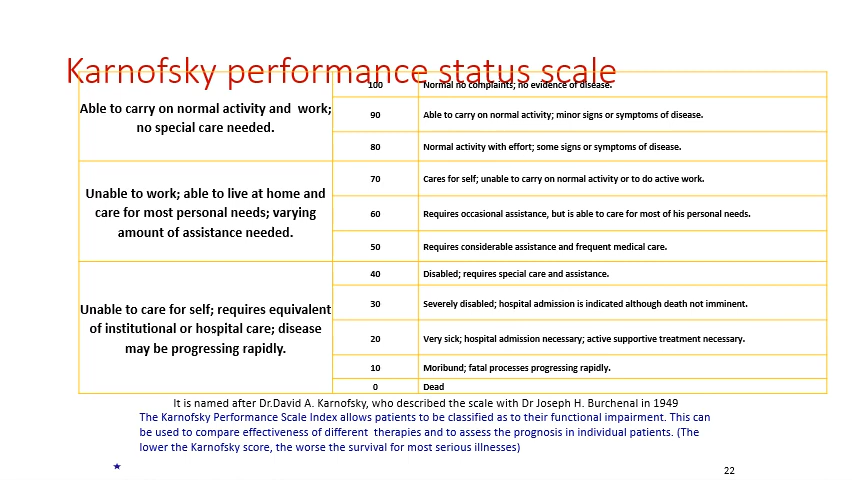 Karnofsky performance status scale
Able to carry on normal activity and  work;
no special care needed.
100
Normal no complaints; no evidence of disease.
90
Able to carry on normal activity; minor signs or symptoms of disease.
80
Normal activity with effort; some signs or symptoms of disease.
Unable to work; able to live at home and
care for most personal needs; varying
amount of assistance needed.
70
Cares for self; unable to carry on normal activity or to do active work.
60
Requires occasional assistance, but is able to care for most of his personal needs.
50
Requires considerable assistance and frequent medical care.
Unable to care for self; requires equivalent
of institutional or hospital care; disease
may be progressing rapidly.
40
Disabled; requires special care and assistance.
30
Severely disabled; hospital admission is indicated although death not imminent.
20
Very sick; hospital admission necessary; active supportive treatment necessary.
10
Moribund; fatal processes progressing rapidly.
0
Dead
It is named after Dr.David A. Karnofsky, who described the scale with Dr Joseph H. Burchenal in 1949
The Karnofsky Performance Scale Index allows patients to be classified as to their functional impairment. This can
be used to compare effectiveness of different  therapies and to assess the prognosis in individual patients. (The
lower the Karnofsky score, the worse the survival for most serious illnesses)
22